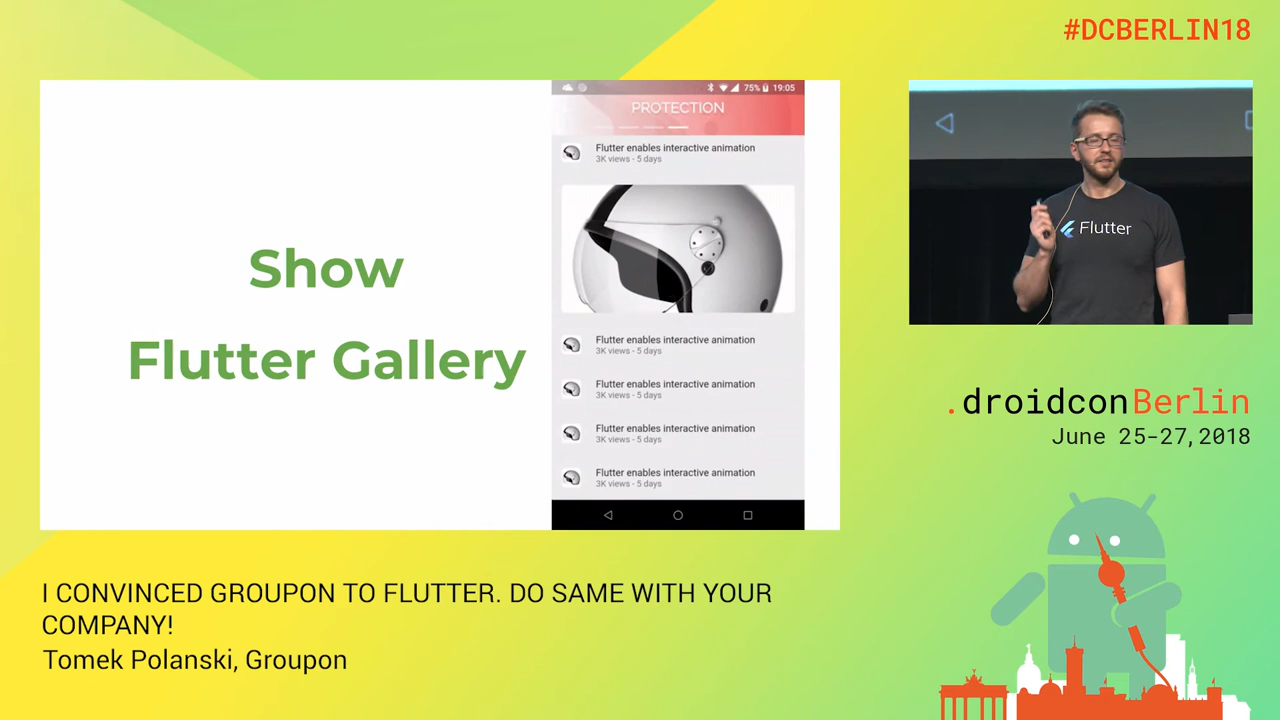 #DCBERLIN18
Show
Flutter Gallery
75% 19:05
PROTECTION
Flutter enables interactive animation
3K views - 5 days
Flutter enables interactive animation
3K views - 5 days
Flutter enables interactive animation
3K views - 5 days
Flutter enables interactive animation
3K views - 5 days
Flutter enables interactive animation
3K views - 5 days
Flutter
.droidconBerlin
June 25-27, 2018
I CONVINCED GROUPON TO FLUTTER. DO SAME WITH YOUR
COMPANY!
Tomek Polanski, Groupon